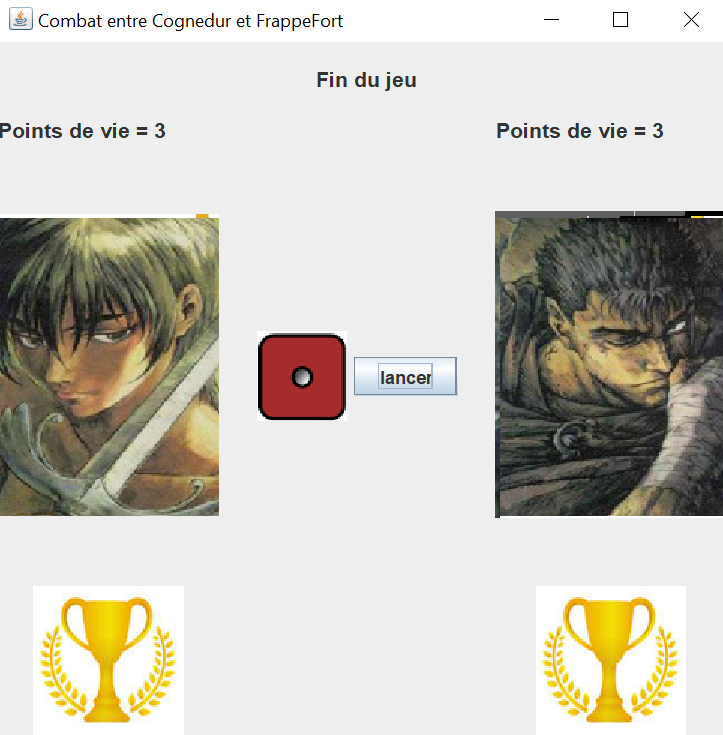 Combat entre Cognedur et FrappeFort
Fin du jeu
Points de vie = 3
Points de vie = 3
lancer